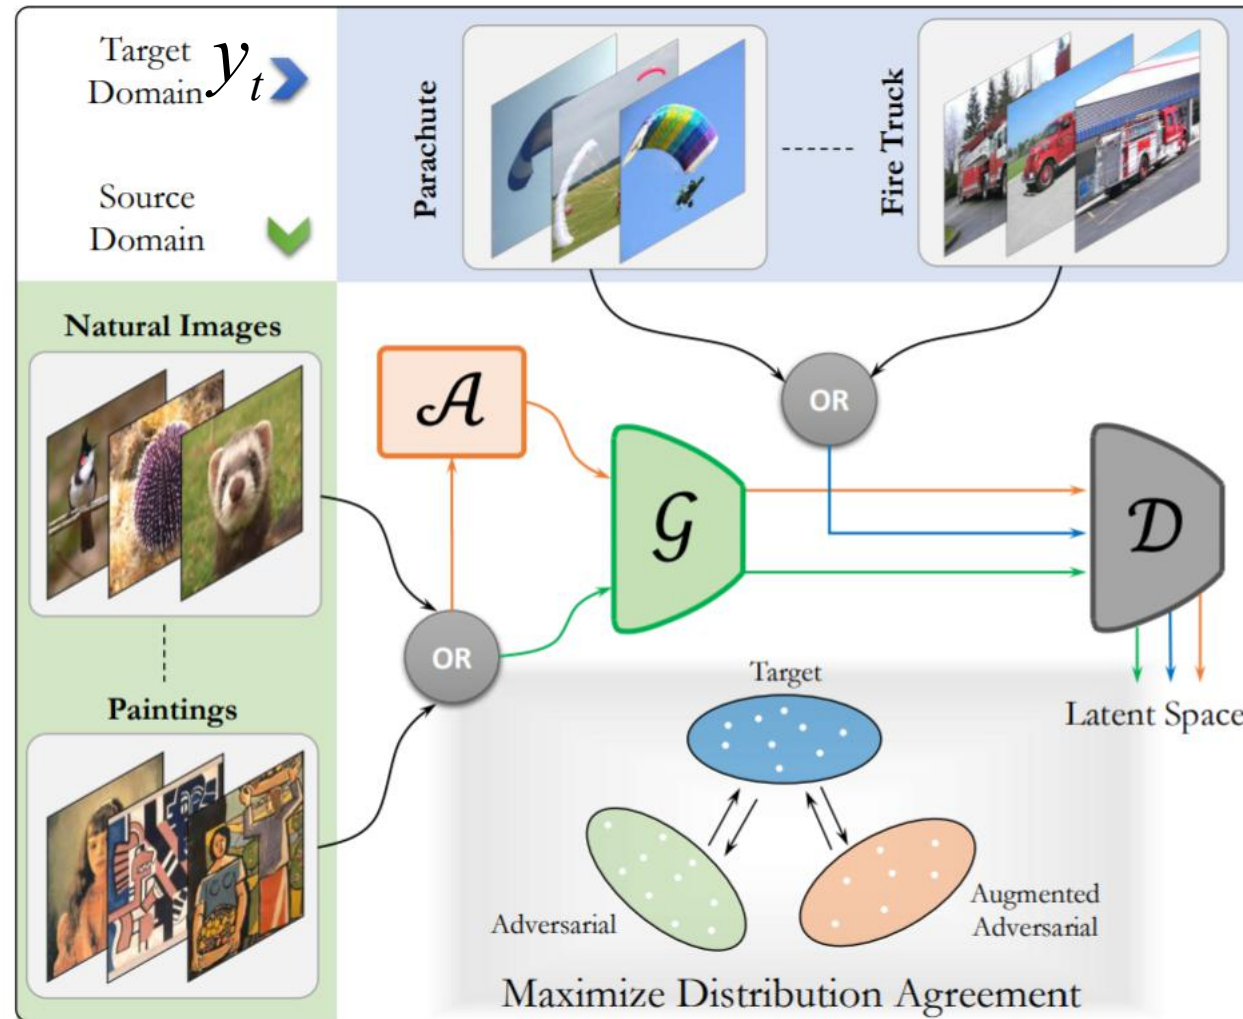 Target
Domain
y_t
Source
Domain
Parachute
Fire Truck
Natural Images
Paintings
𝒜
OR
𝒢
OR
𝒟
Latent Space
Target
Adversarial
Augmented
Adversarial
Maximize Distribution Agreement